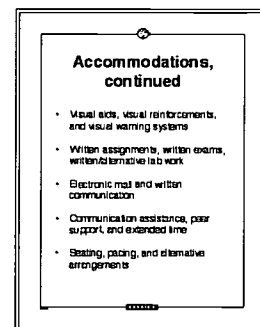 Accommodations,
continued
• Visual aids, visual reinforcements,
and visual warning systems
• Written assignments, written exams,
written/alternative lab work
• Electronic mail and written
communication
• Communication assistance, peer
support, and extended time
• Seating, pacing, and alternative
arrangements